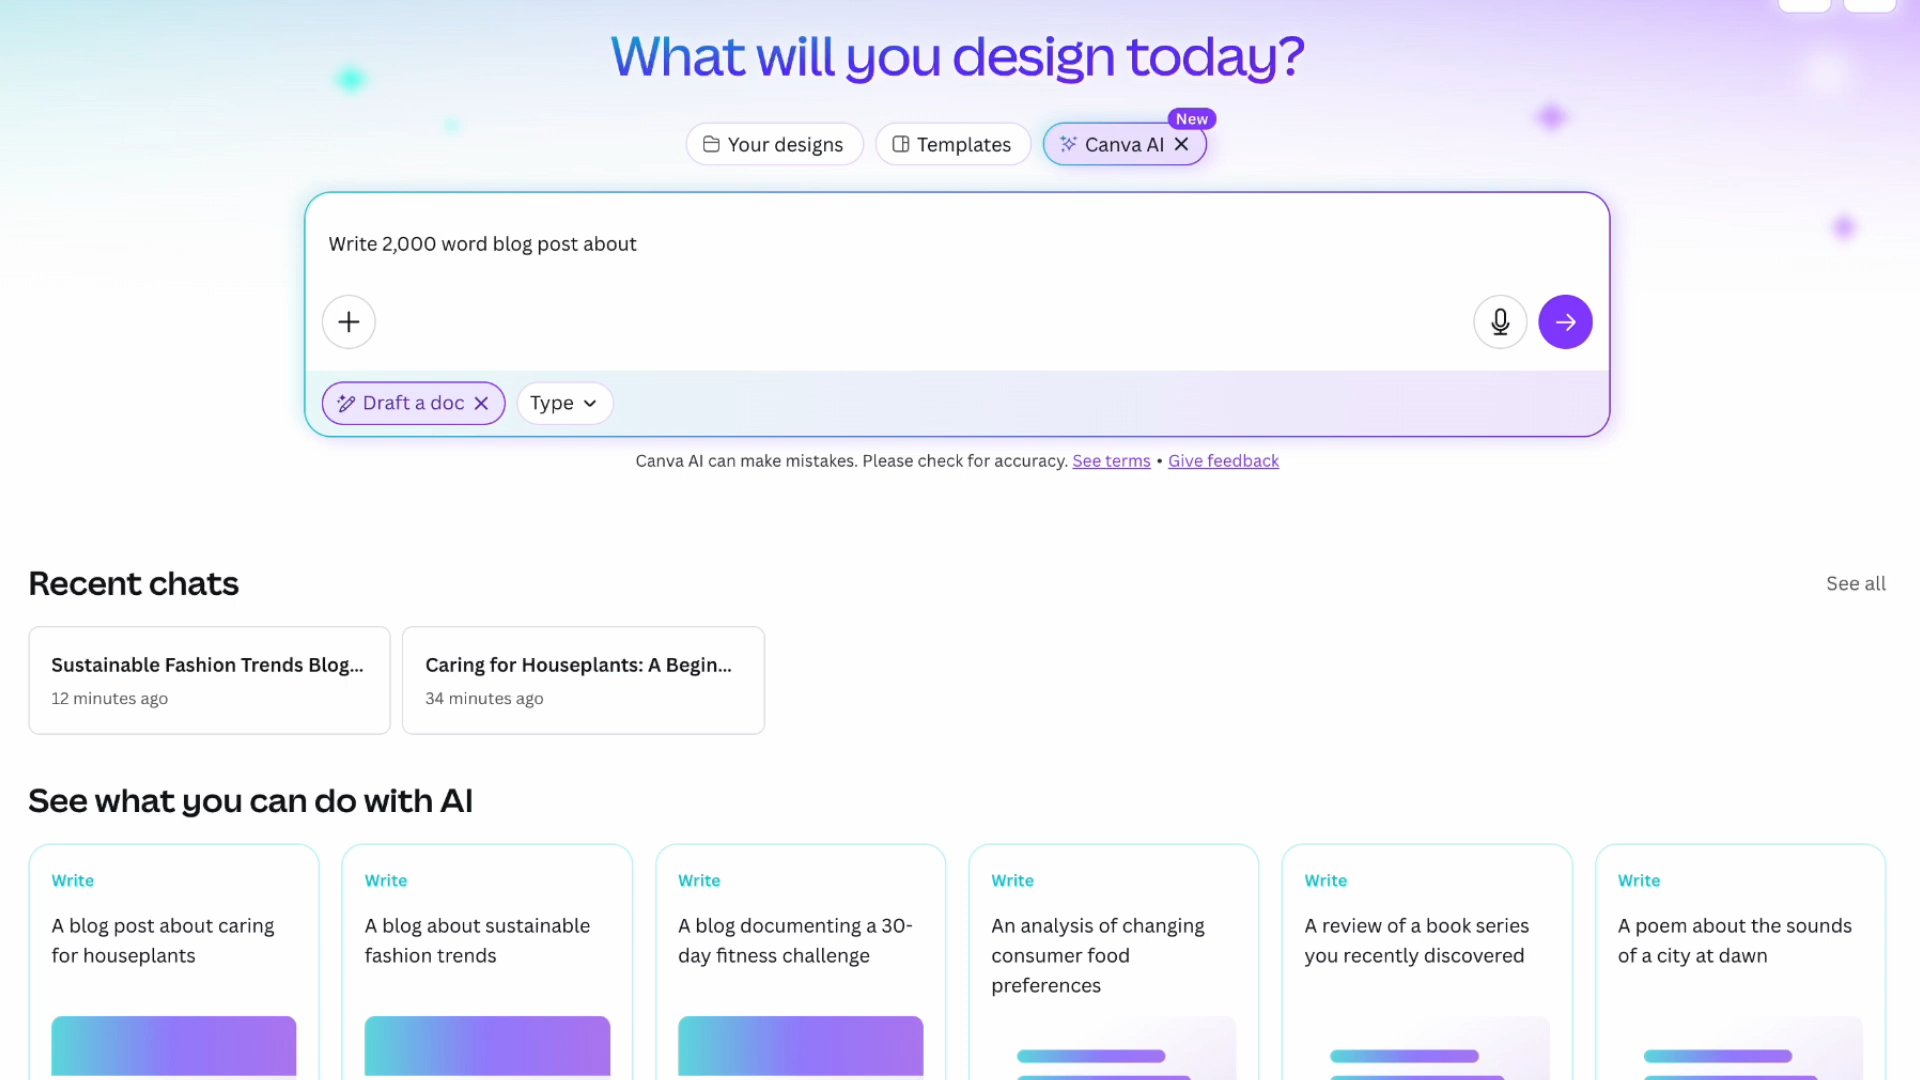 What will you design today?
Your designs
Templates
Canva AI
New
Write 2,000 word blog post about
Draft a doc
Type
Canva AI can make mistakes. Please check for accuracy. See terms • Give feedback
Recent chats
See all
Sustainable Fashion Trends Blog...
12 minutes ago
Caring for Houseplants: A Begin...
34 minutes ago
See what you can do with AI
Write
A blog post about caring
for houseplants
Write
A blog about sustainable
fashion trends
Write
A blog documenting a 30-
day fitness challenge
Write
An analysis of changing
consumer food
preferences
Write
A review of a book series
you recently discovered
Write
A poem about the sounds
of a city at dawn